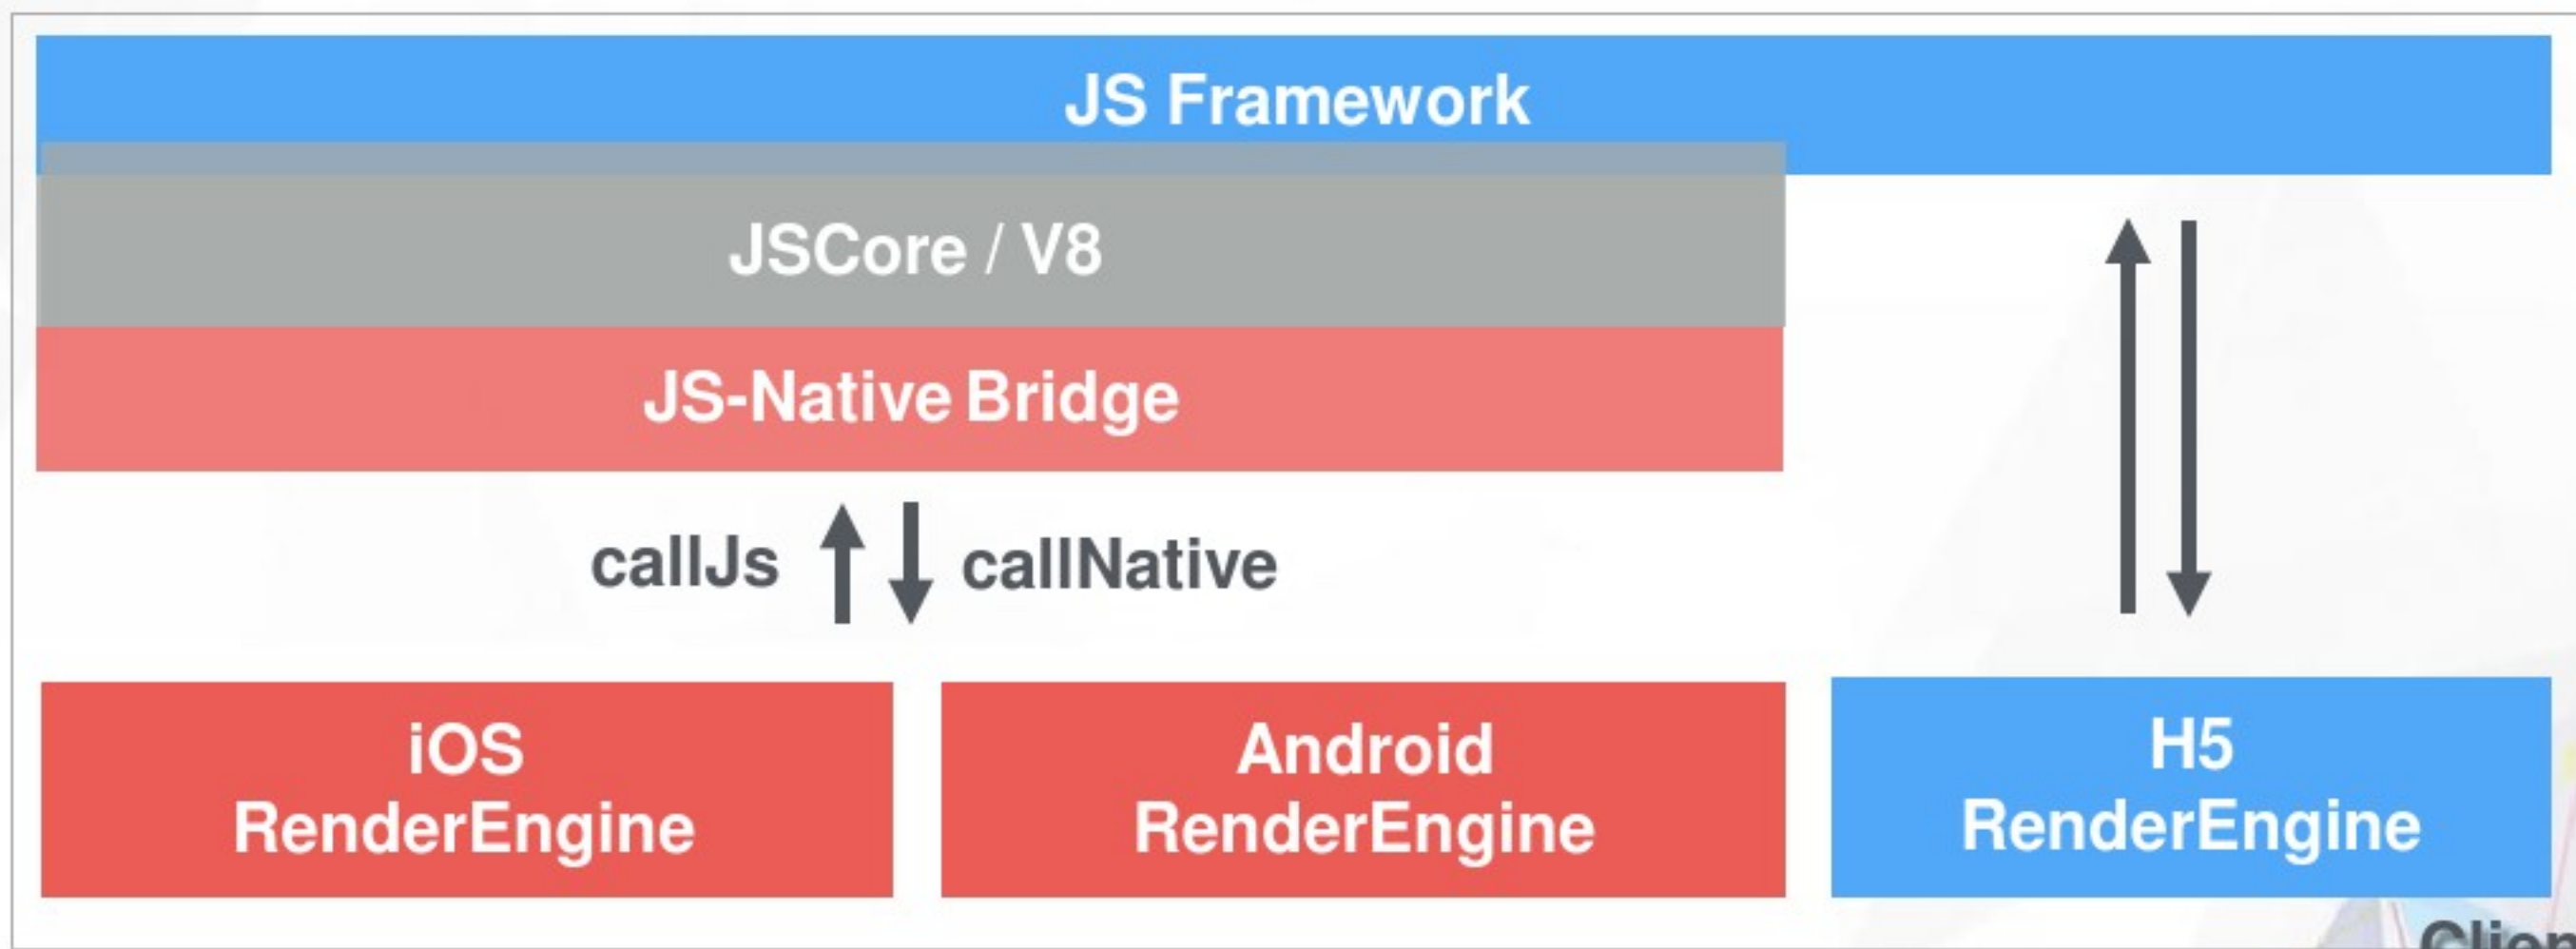 JS Framework
JSCore / V8
JS-Native Bridge
callJs
callNative
iOS
RenderEngine
Android
RenderEngine
H5
RenderEngine